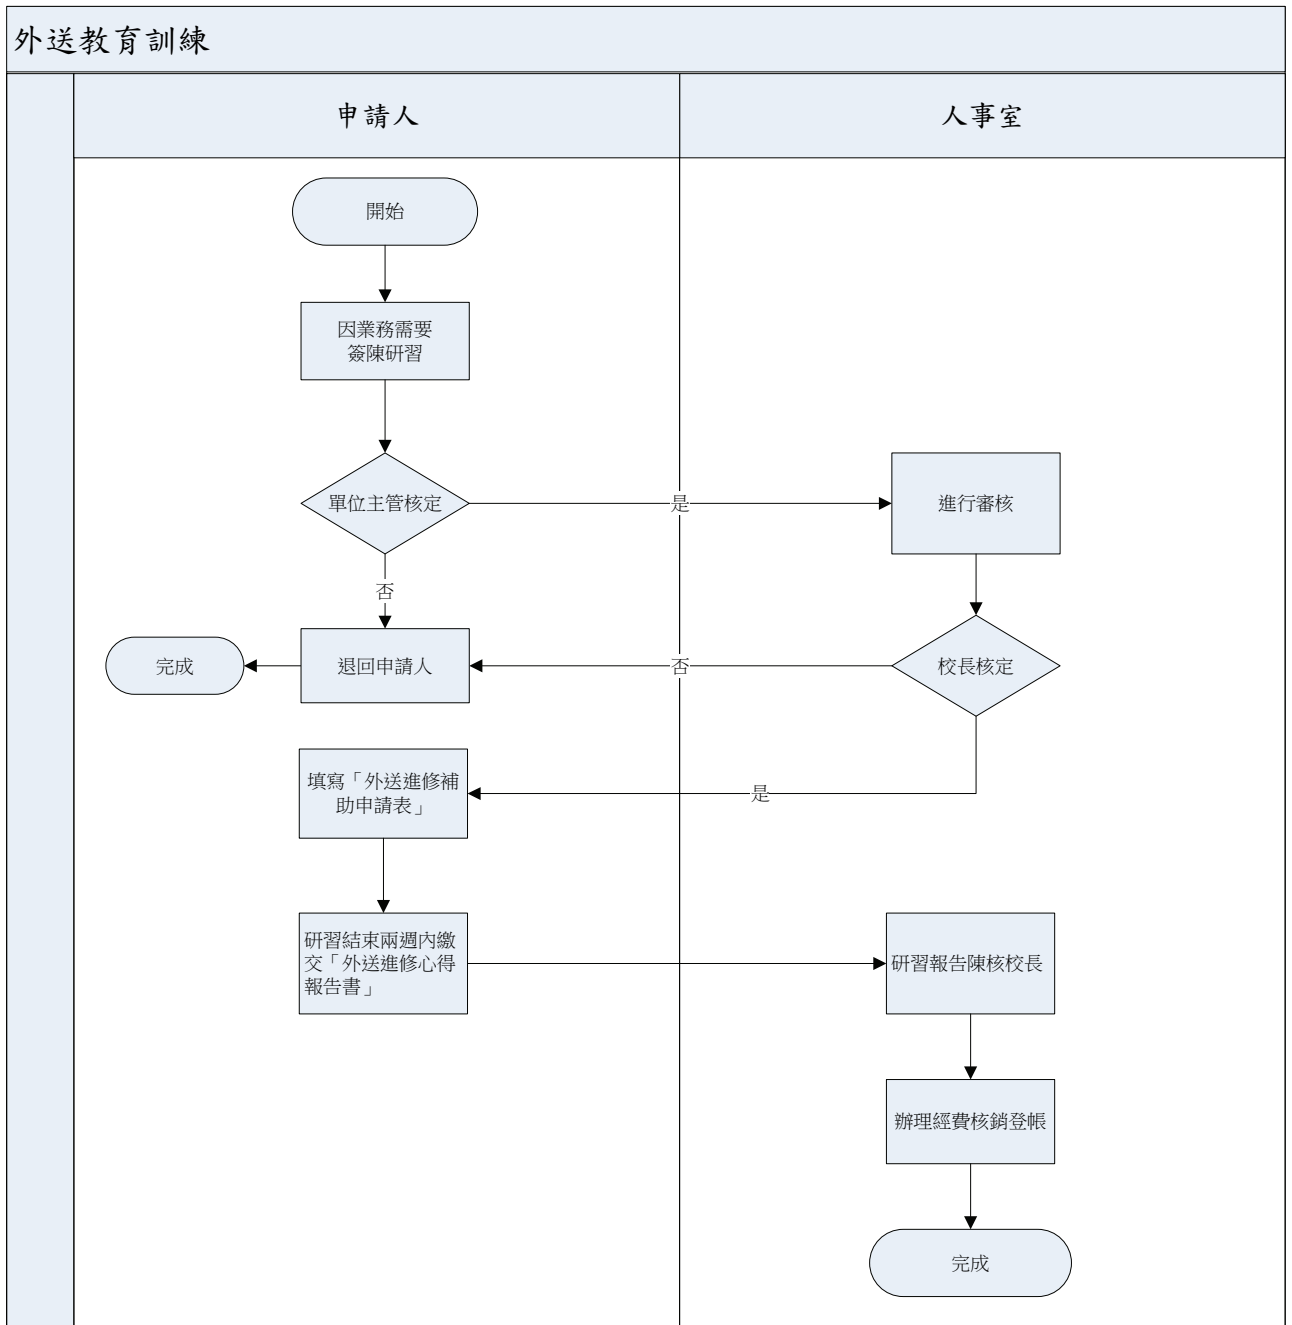 外送教育訓練
申請人
人事室
開始
因業務需要
簽陳研習
單位主管核定
是
進行審核
否
完成
退回申請人
否
校長核定
填寫「外送進修補
助申請表」
是
研習結束兩週內繳
交「外送進修心得
報告書」
研習報告陳核校長
辦理經費核銷登帳
完成